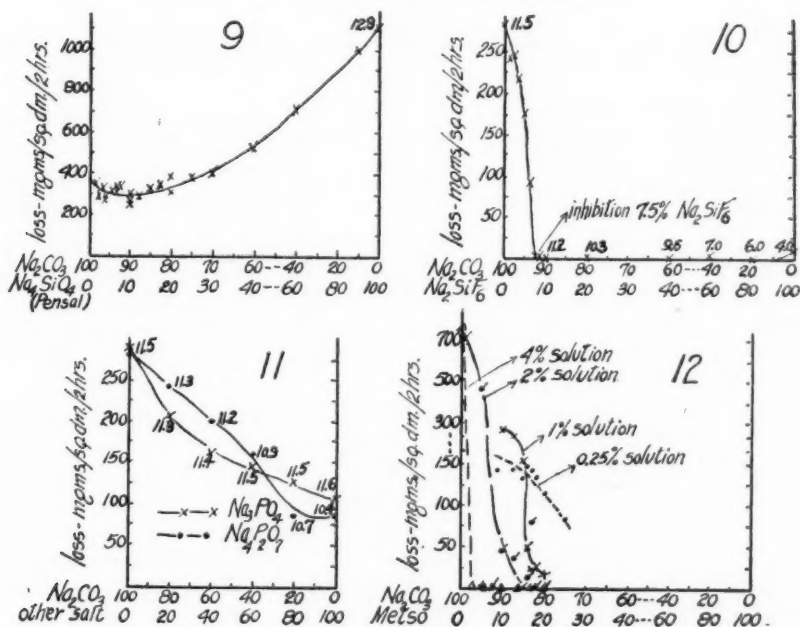 9
12.9
1000
800
600
400
200
loss-mgms/sq.dm./2hrs.
Na2CO3 100 90 80 70 60--40 0
Na4SiO4 0 10 20 30 40--60 100
(Pensal)
10
11.5
250
200
150
100
50
loss-mgms/sq.dm./2hrs.
inhibition 7.5% Na2SiF6
11.2 10.3 9.6 7.0 6.0 4.0
Na2CO3 100 90 80 70 60---40 20 0
Na2SiF6 0 10 20 30 40---60 80 100
11
11.5
11.3
11.2
10.9
11.3
11.5
11.5
11.6
10.7
250
200
150
100
50
loss-mgms/sq.dm./2hrs.
Na3PO4
Na4P2O7
Na2CO3 100 80 60 40 20 0
other salt 0 20 40 60 80 100
12
700
500
300
150
100
50
loss-mgms/sq.dm./2hrs.
4% solution
2% solution
1% solution
0.25% solution
100 90 80 70 60---40 20 0
Metso 0 10 20 30 40---60 80 100